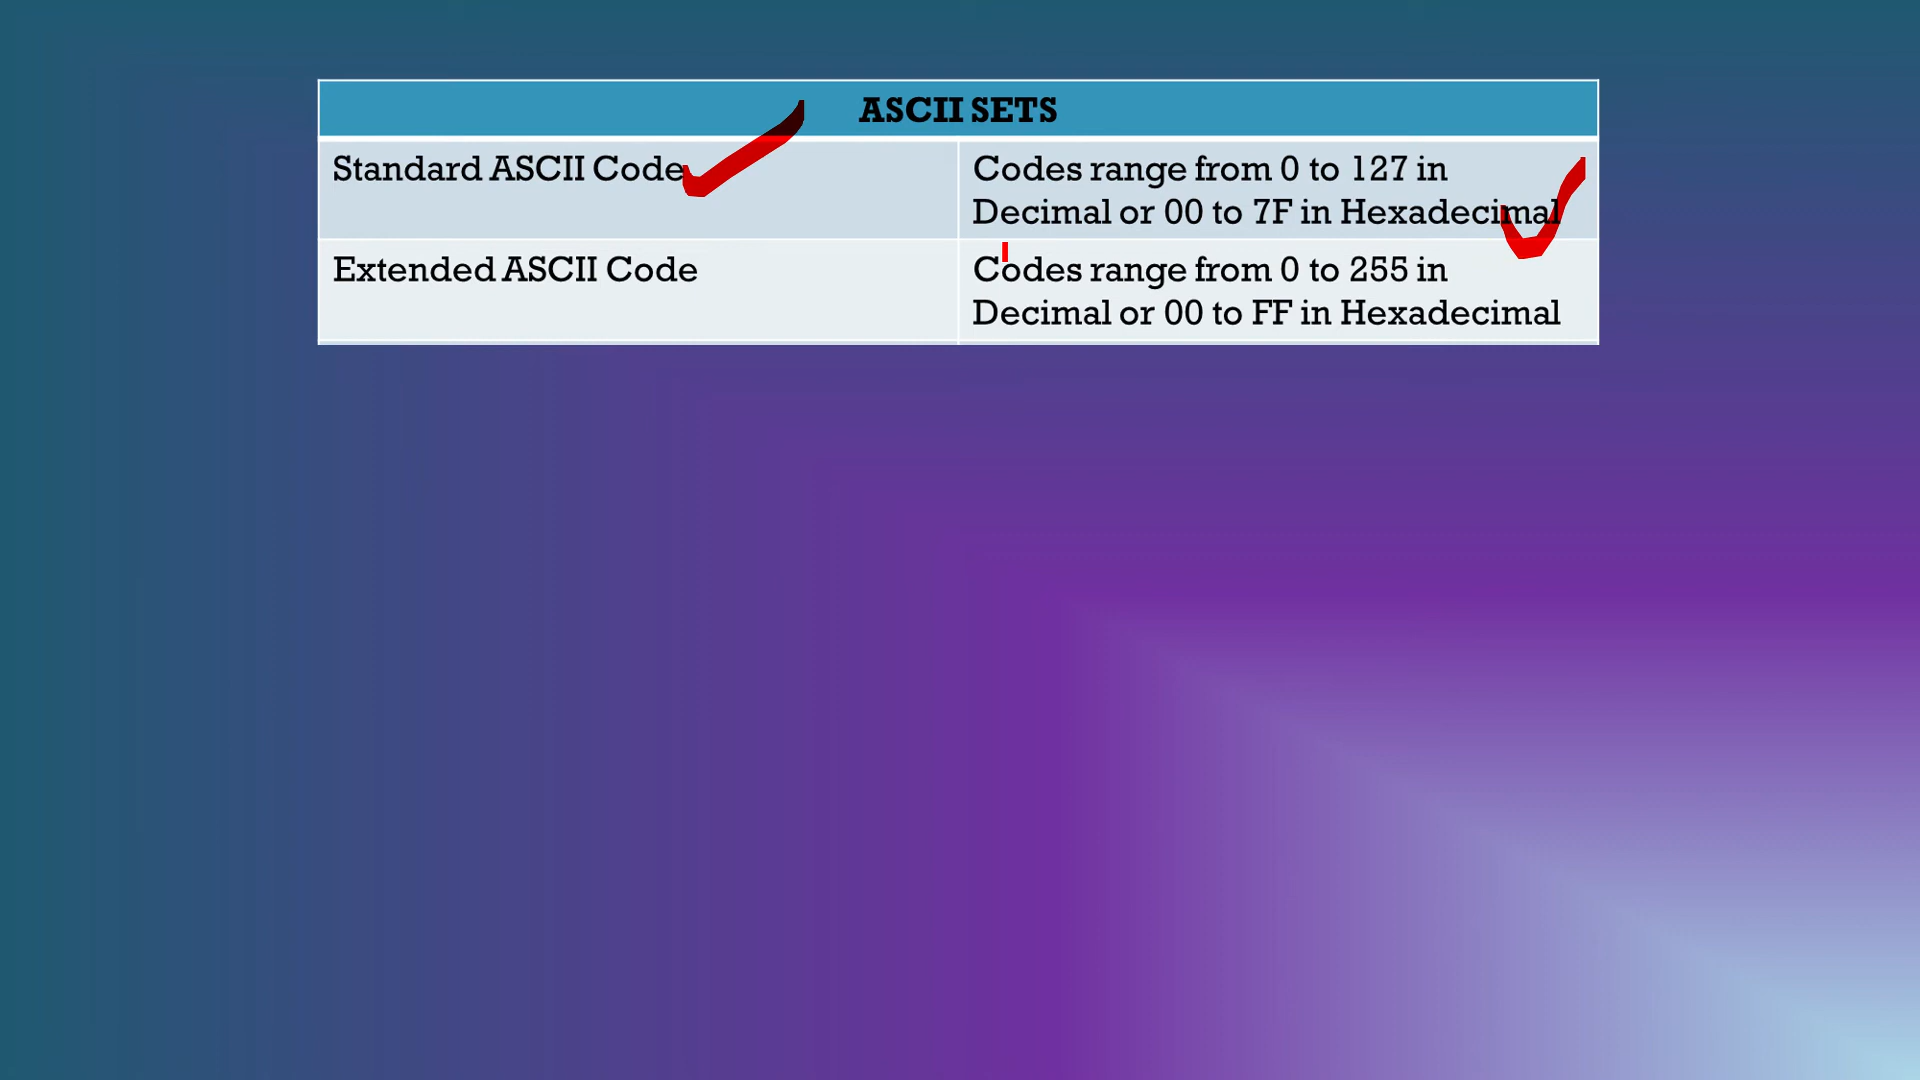 ASCII SETS
Standard ASCII Code
Codes range from 0 to 127 in
Decimal or 00 to 7F in Hexadecimal
Extended ASCII Code
Codes range from 0 to 255 in
Decimal or 00 to FF in Hexadecimal